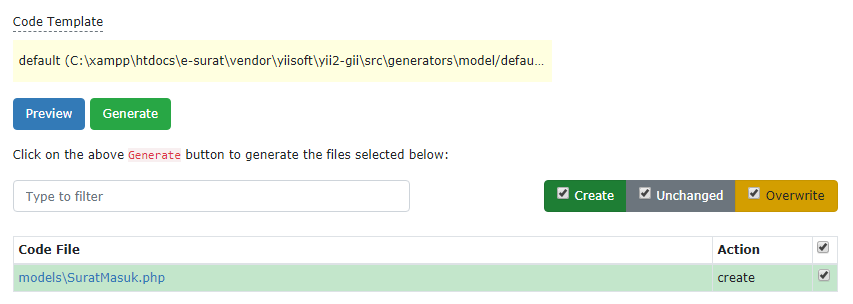 Code Template
default (C:\xampp\htdocs\e-surat\vendor\yiisoft\yii2-gii\src\generators\model/defau...
Preview Generate
Click on the above Generate button to generate the files selected below:
Type to filter Create Unchanged Overwrite
Code File Action
models\SuratMasuk.php create